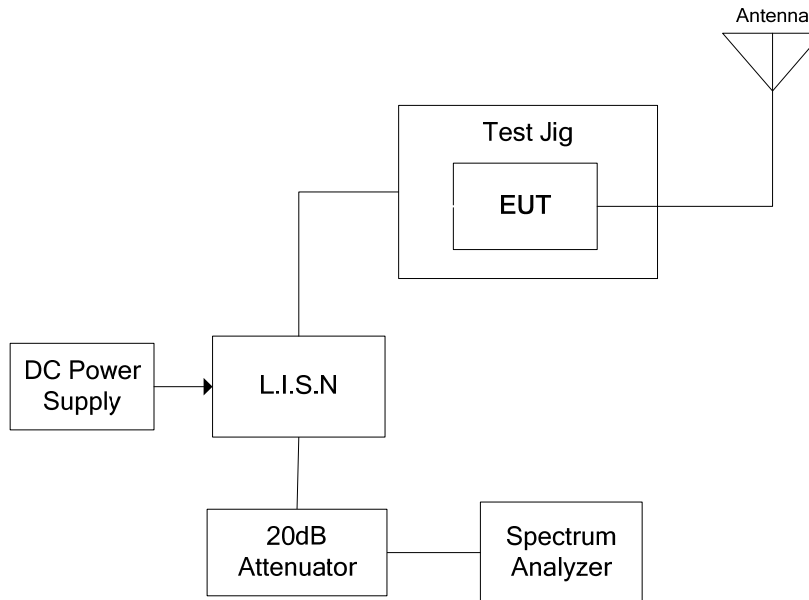 Antenna
Test Jig
EUT
DC Power
Supply
L.I.S.N
20dB
Attenuator
Spectrum
Analyzer